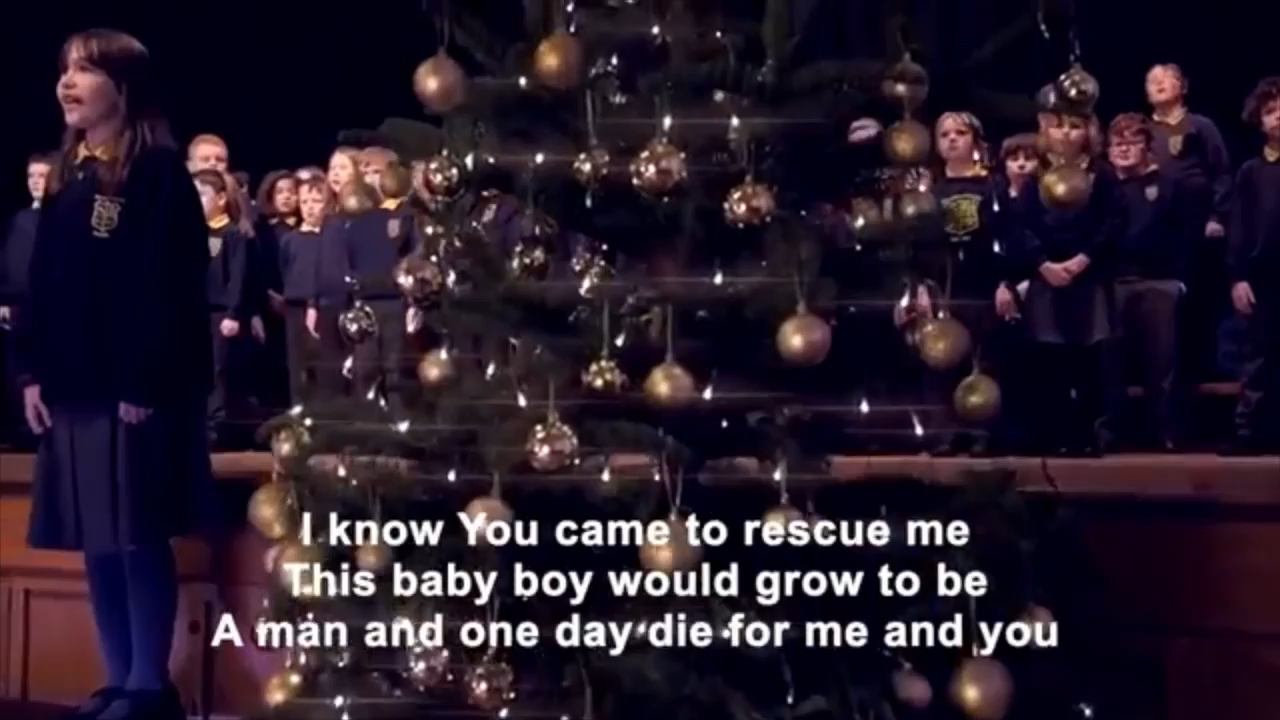 I know You came to rescue me
This baby boy would grow to be
A man and one day die for me and you